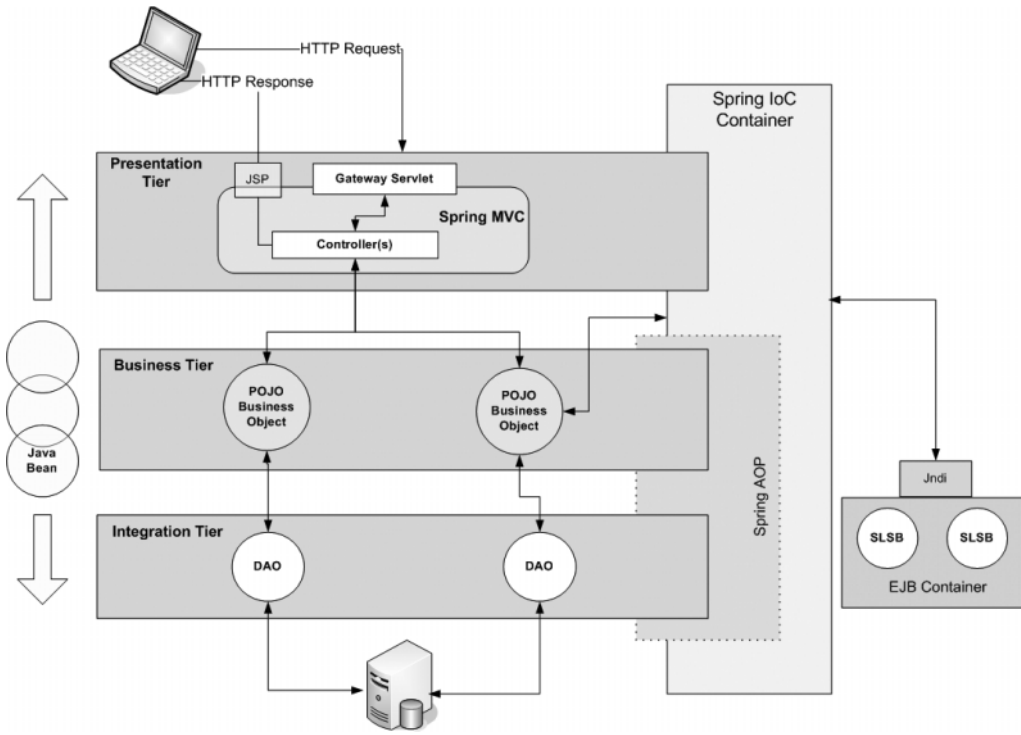 HTTP Request
HTTP Response
Spring IoC
Container
Presentation
Tier
JSP
Gateway Servlet
Spring MVC
Controller(s)
Business Tier
POJO
Business
Object
POJO
Business
Object
Java
Bean
Spring AOP
Jndi
SLSB
SLSB
EJB Container
Integration Tier
DAO
DAO